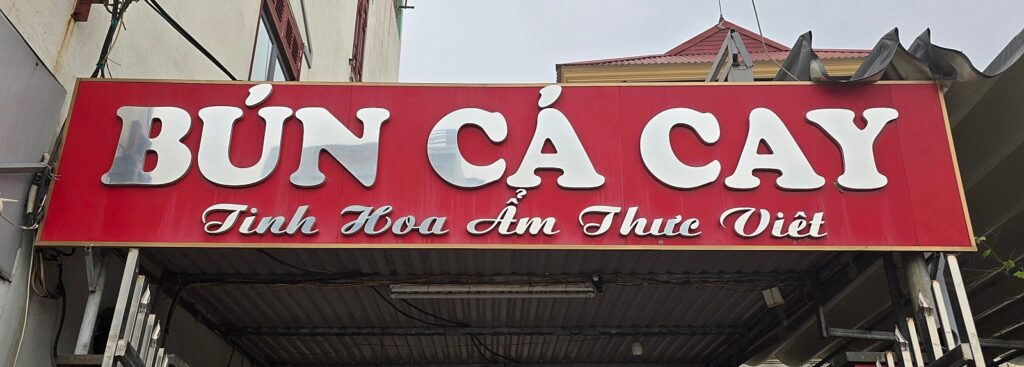 BÚN CÁ CAY
Tinh Hoa Ẩm Thực Việt